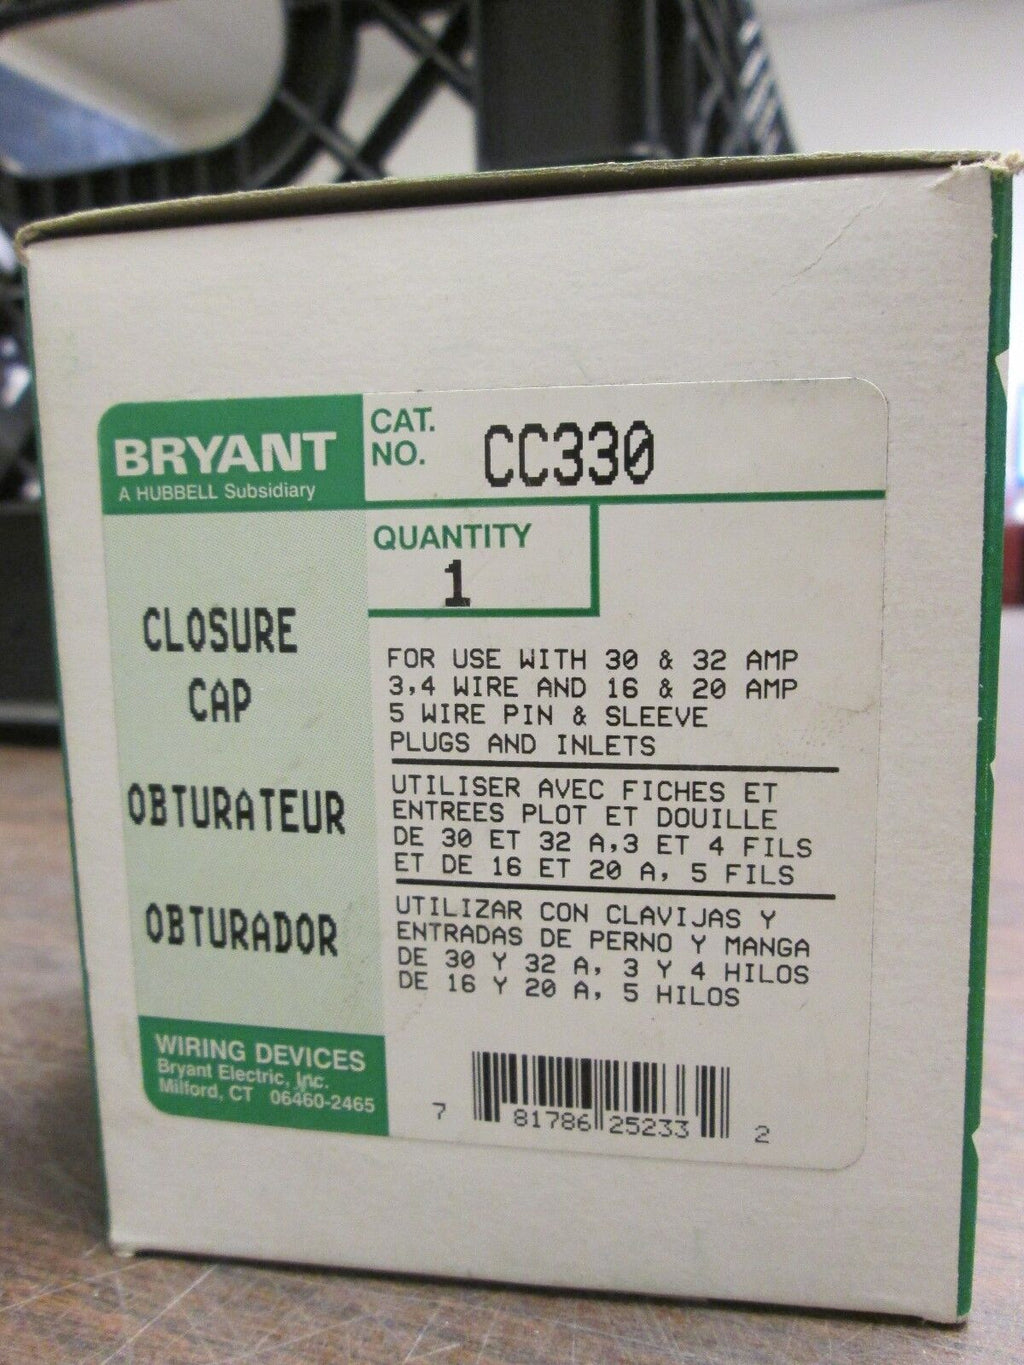 BRYANT
A HUBBELL Subsidiary
CAT.
NO.
CC330
QUANTITY
1
CLOSURE
CAP
OBTURATEUR
OBTURADOR
FOR USE WITH 30 & 32 AMP
3,4 WIRE AND 16 & 20 AMP
5 WIRE PIN & SLEEVE
PLUGS AND INLETS
UTILISER AVEC FICHES ET
ENTREES PLOT ET DOUILLE
DE 30 ET 32 A,3 ET 4 FILS
ET DE 16 ET 20 A, 5 FILS
UTILIZAR CON CLAVIJAS Y
ENTRADAS DE PERNO Y MANGA
DE 30 Y 32 A, 3 Y 4 HILOS
DE 16 Y 20 A, 5 HILOS
WIRING DEVICES
Bryant Electric, Inc.
Milford, CT 06460-2465
7 81786 25233 2